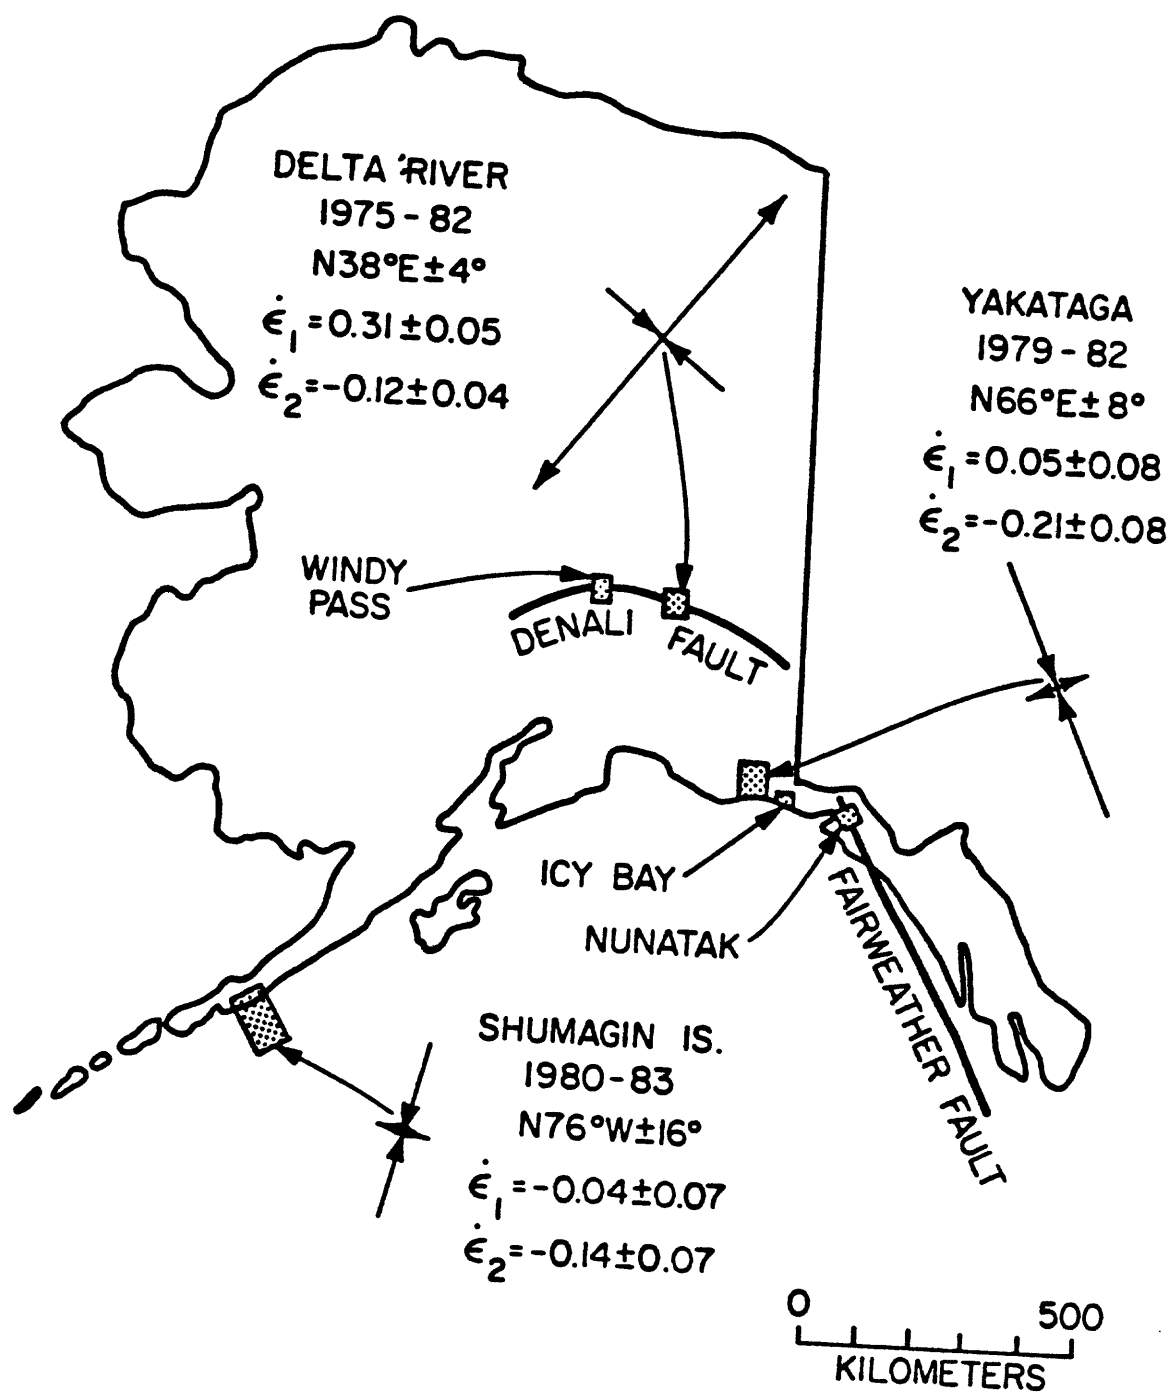 DELTA RIVER
1975-82
N38°E±4°
ε̇₁=0.31±0.05
ε̇₂=-0.12±0.04
YAKATAGA
1979-82
N66°E±8°
ε̇₁=0.05±0.08
ε̇₂=-0.21±0.08
WINDY
PASS
DENALI FAULT
ICY BAY
NUNATAK
FAIRWEATHER FAULT
SHUMAGIN IS.
1980-83
N76°W±16°
ε̇₁=-0.04±0.07
ε̇₂=-0.14±0.07
0 500
KILOMETERS